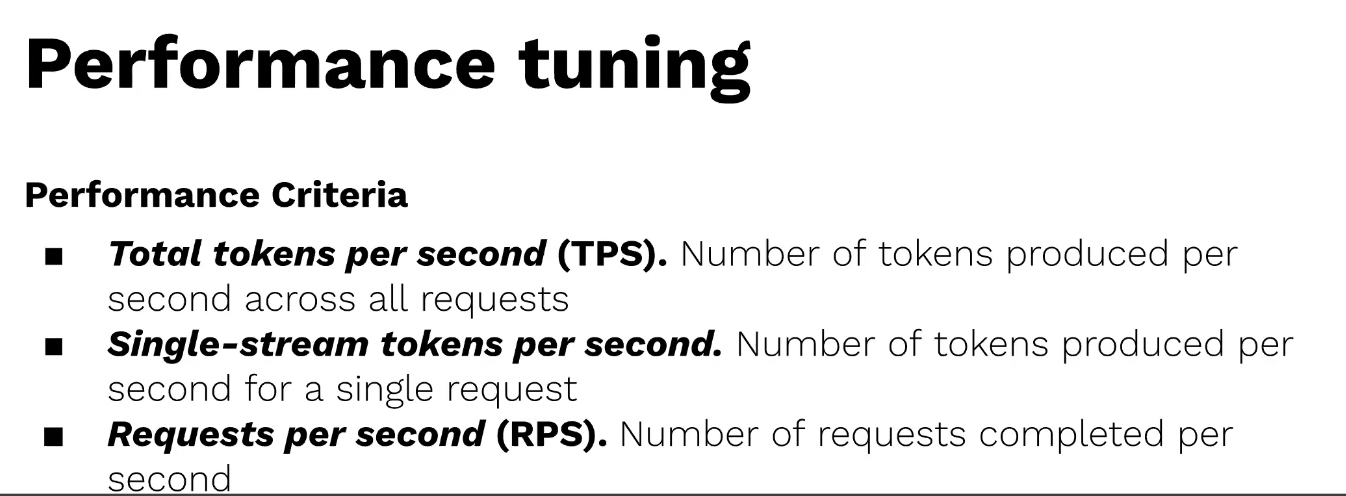 Performance tuning
Performance Criteria
■ Total tokens per second (TPS). Number of tokens produced per
second across all requests
■ Single-stream tokens per second. Number of tokens produced per
second for a single request
■ Requests per second (RPS). Number of requests completed per
second